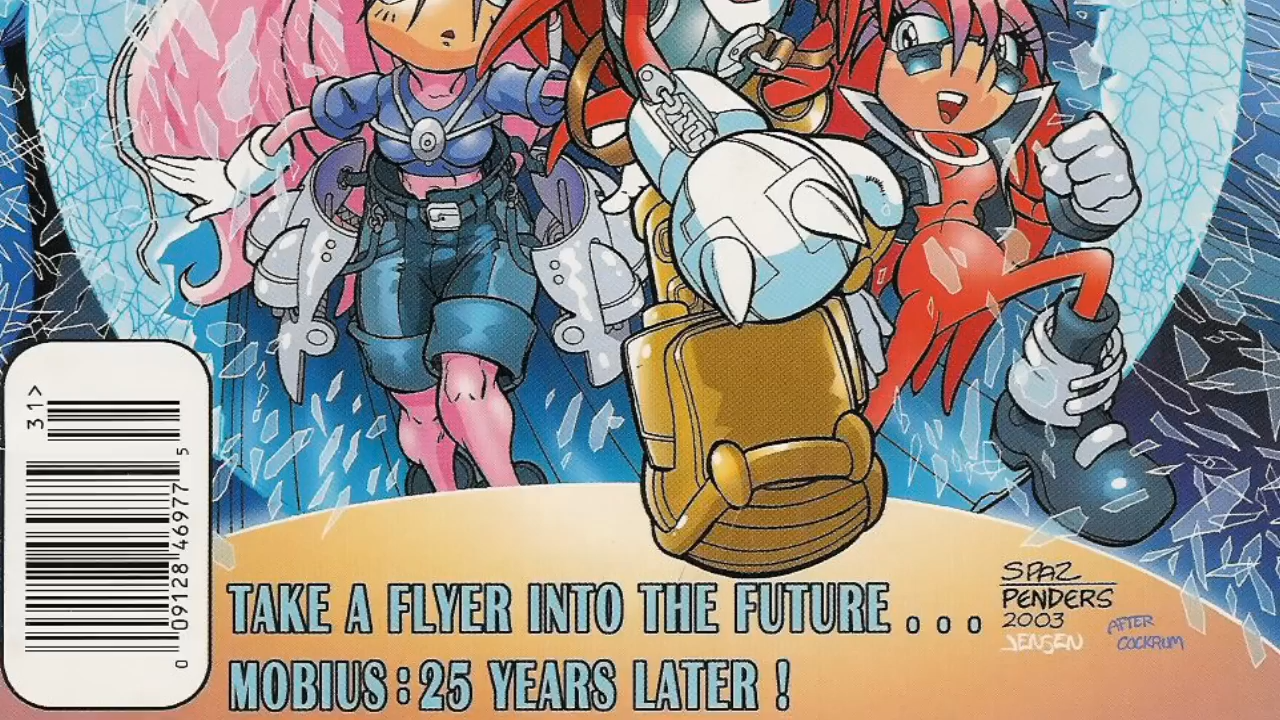 31>
0 09128 46977 5
TAKE A FLYER INTO THE FUTURE . . .
MOBIUS : 25 YEARS LATER !
SPAZ
PENDERS
2003
JENSEN
AFTER
COCKRUM